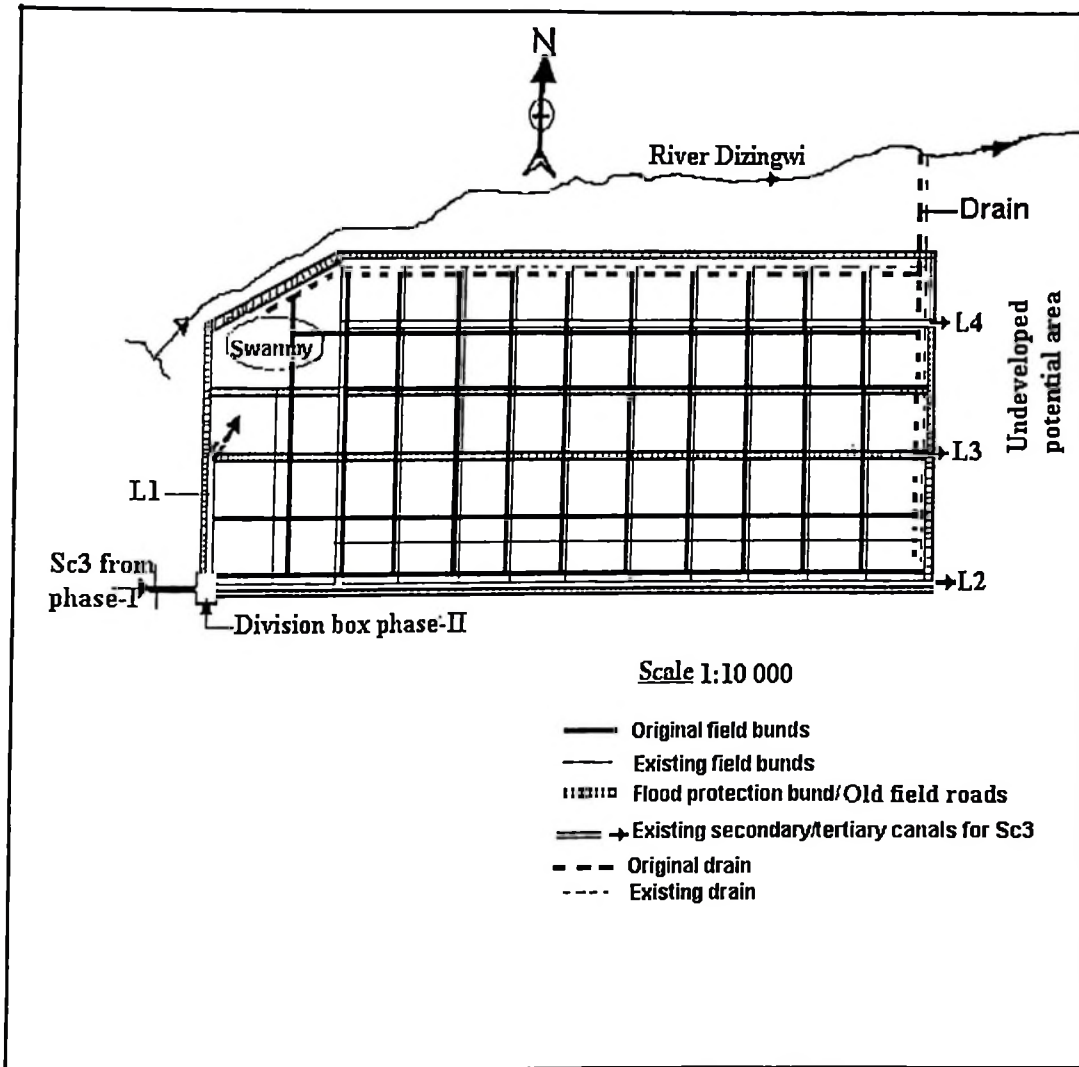 N
River Dizingwi
Drain
L4
Swanmy
Undeveloped
potential area
L3
L1
Sc3 from
phase-I
L2
Division box phase-II
Scale 1:10 000
Original field bunds
Existing field bunds
Flood protection bund/Old field roads
Existing secondary/tertiary canals for Sc3
Original drain
Existing drain